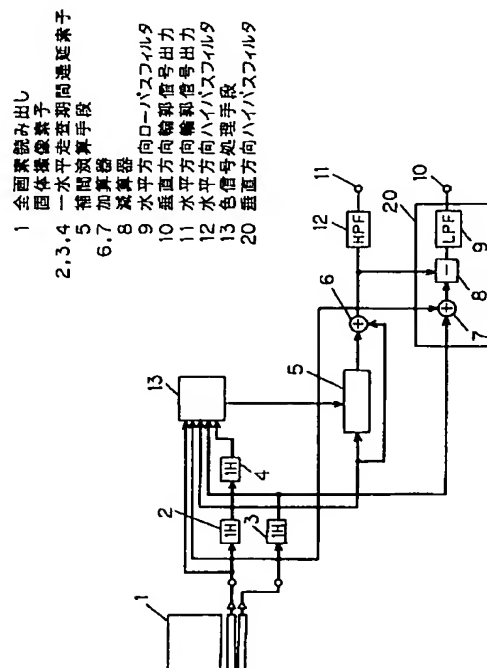 1 全画素読み出し
固体撮像素子
2,3,4 一水平走査期間遅延素子
5 補間演算手段
6,7 加算器
8 減算器
9 水平方向ローパスフィルタ
10 垂直方向輪郭信号出力
11 水平方向輪郭信号出力
12 水平方向ハイパスフィルタ
13 色信号処理手段
20 垂直方向ハイパスフィルタ
1
2
1H
3
1H
4
1H
13
5
6
+
12
HPF
11
20
10
LPF
9
−
8
+
7